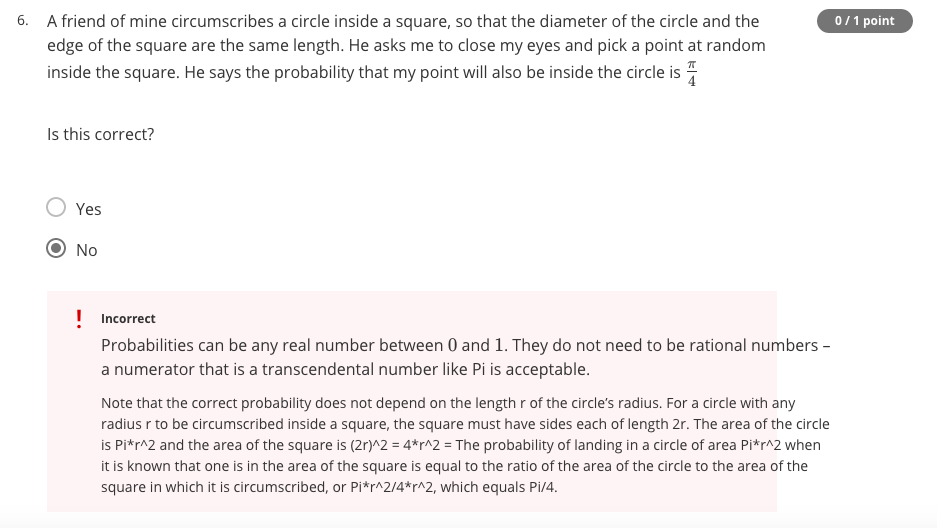 6. A friend of mine circumscribes a circle inside a square, so that the diameter of the circle and the
0 / 1 point
edge of the square are the same length. He asks me to close my eyes and pick a point at random
inside the square. He says the probability that my point will also be inside the circle is π/4
Is this correct?
Yes
No
! Incorrect
Probabilities can be any real number between 0 and 1. They do not need to be rational numbers –
a numerator that is a transcendental number like Pi is acceptable.
Note that the correct probability does not depend on the length r of the circle's radius. For a circle with any
radius r to be circumscribed inside a square, the square must have sides each of length 2r. The area of the circle
is Pi*r^2 and the area of the square is (2r)^2 = 4*r^2 = The probability of landing in a circle of area Pi*r^2 when
it is known that one is in the area of the square is equal to the ratio of the area of the circle to the area of the
square in which it is circumscribed, or Pi*r^2/4*r^2, which equals Pi/4.